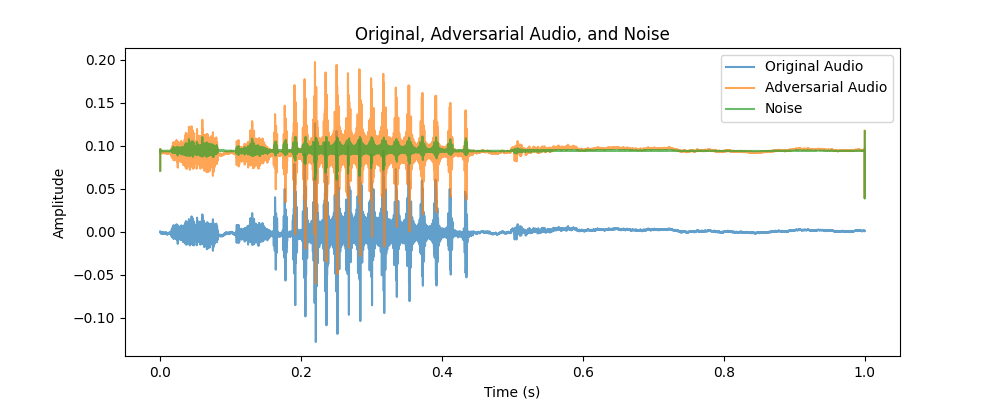 Original, Adversarial Audio, and Noise
Original Audio
Adversarial Audio
Noise
0.20
0.15
0.10
0.05
0.00
−0.05
−0.10
Amplitude
0.0 0.2 0.4 0.6 0.8 1.0
Time (s)